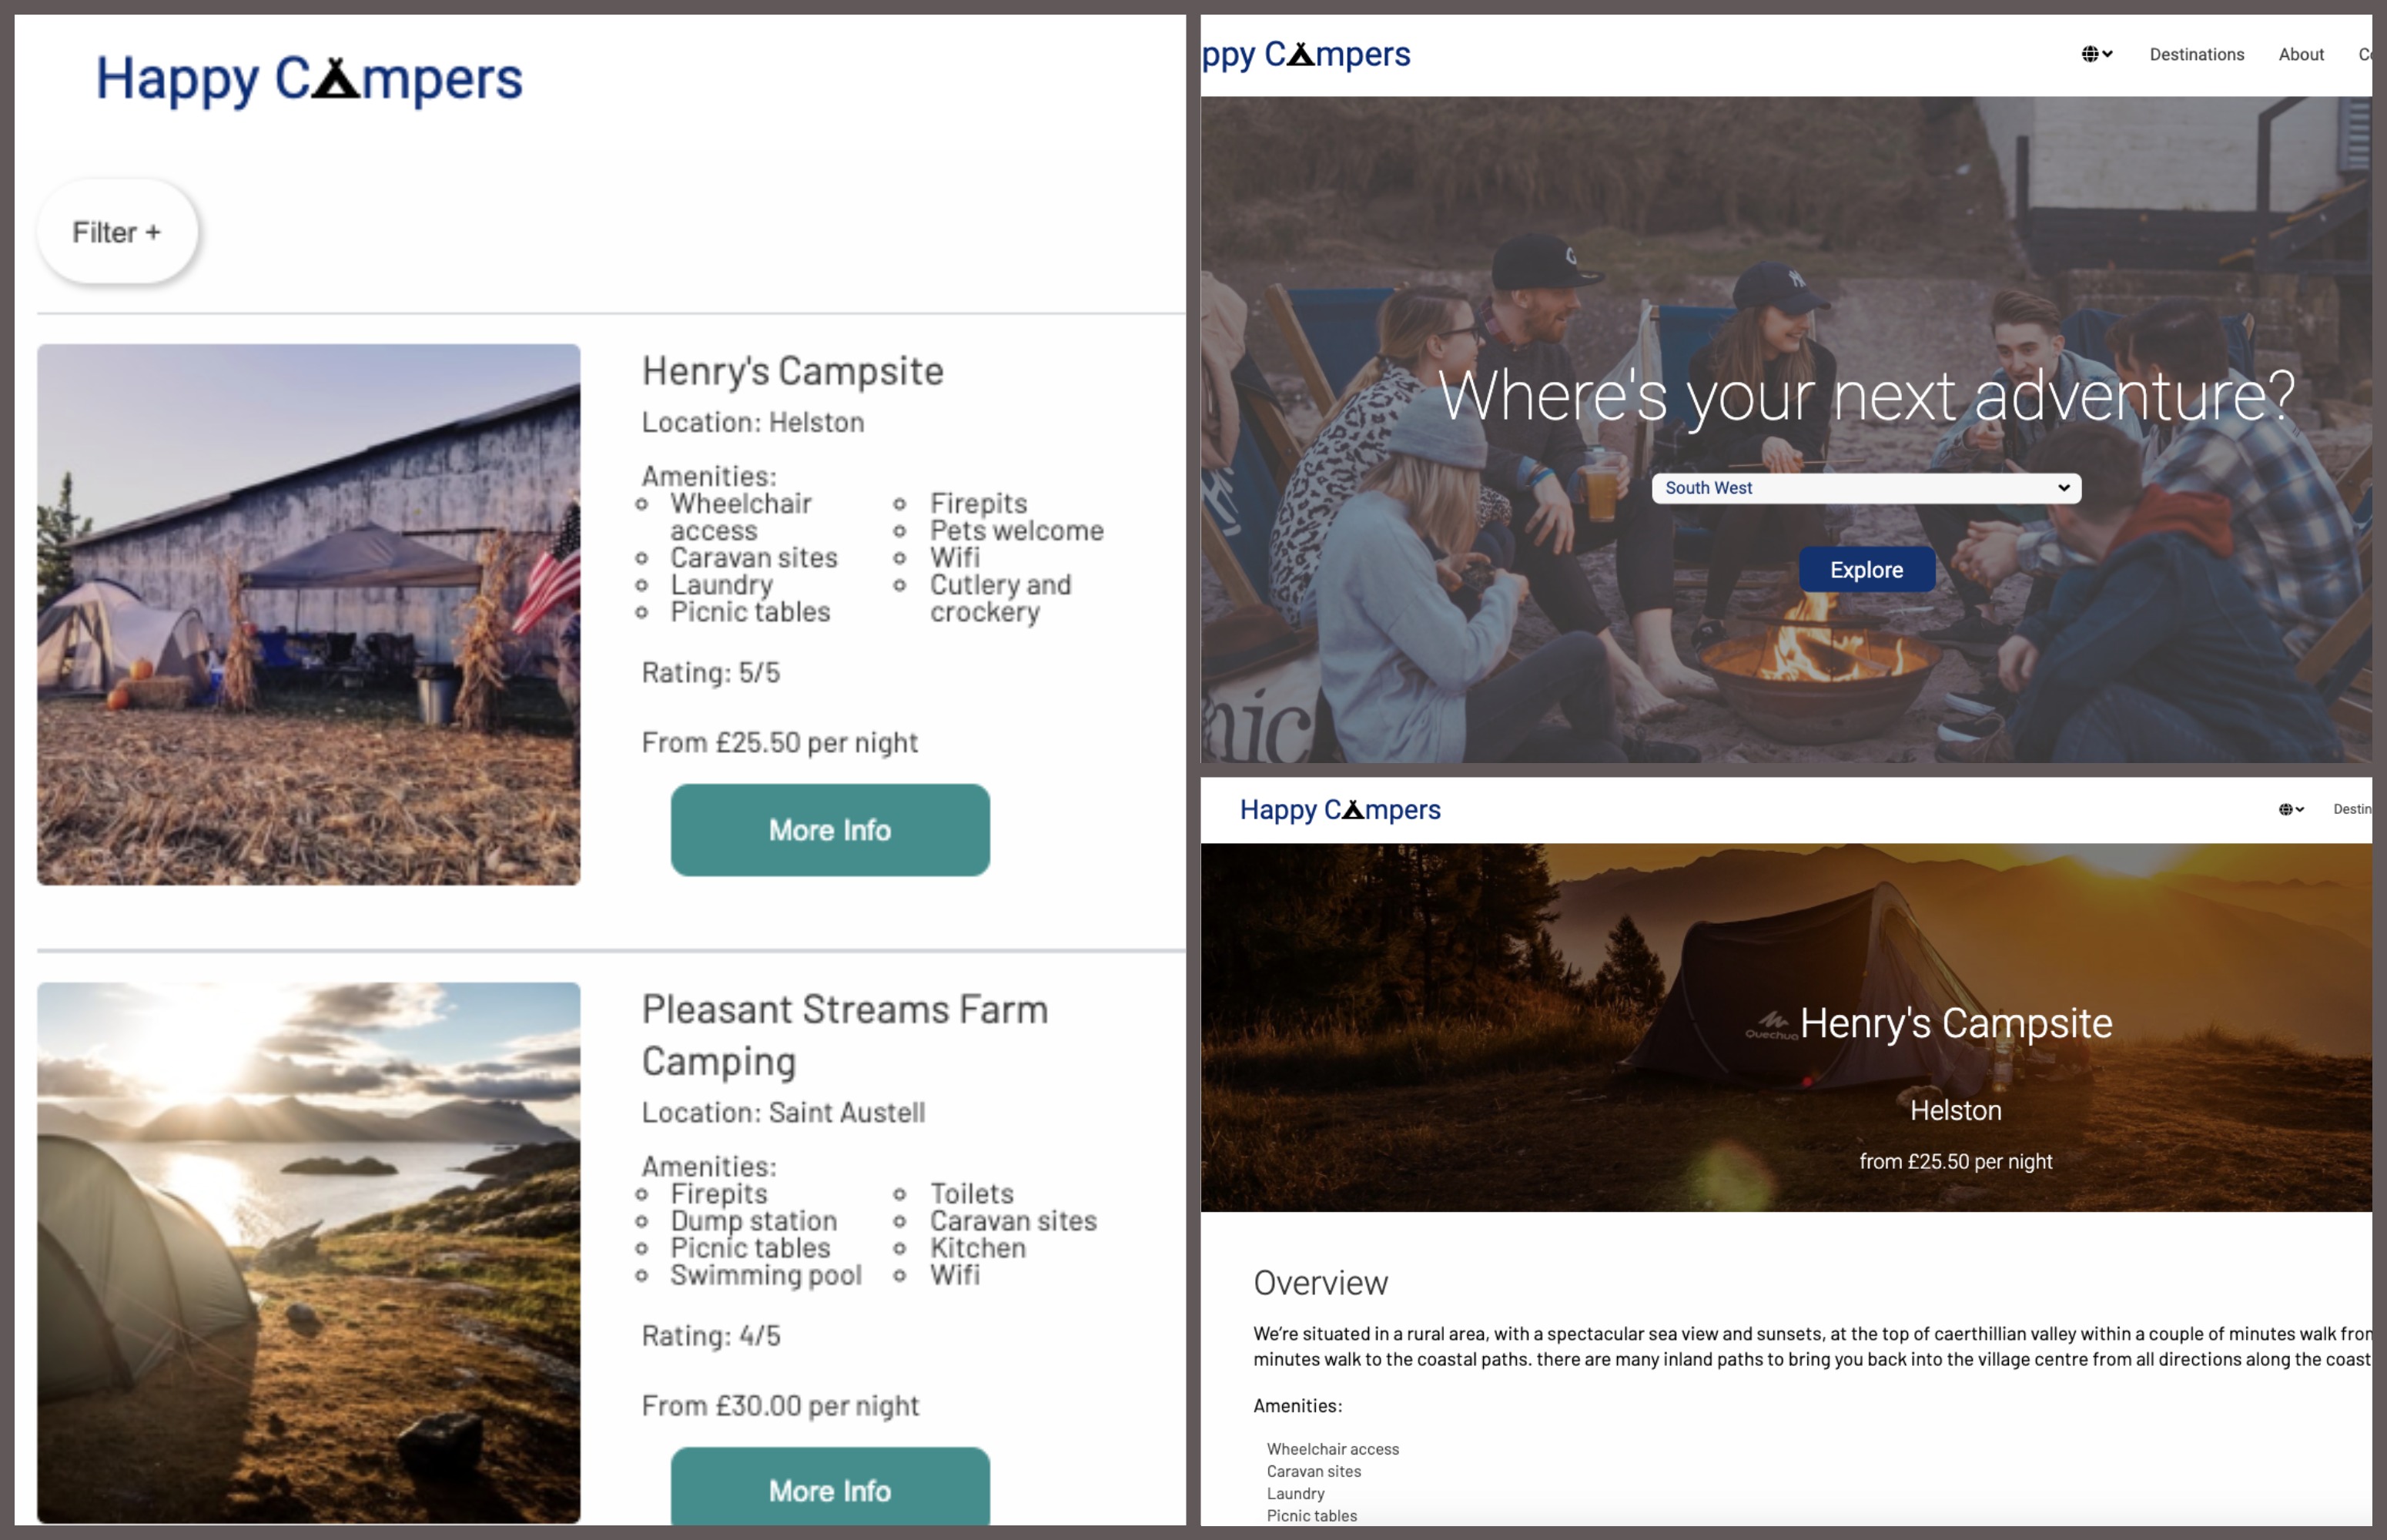 Happy Campers
Filter +
Henry's Campsite
Location: Helston
Amenities:
Wheelchair access
Caravan sites
Laundry
Picnic tables
Firepits
Pets welcome
Wifi
Cutlery and crockery
Rating: 5/5
From £25.50 per night
More Info
Pleasant Streams Farm
Camping
Location: Saint Austell
Amenities:
Firepits
Dump station
Picnic tables
Swimming pool
Toilets
Caravan sites
Kitchen
Wifi
Rating: 4/5
From £30.00 per night
More Info
ppy Campers
Destinations About
Where's your next adventure?
South West
Explore
nic
Happy Campers
Destin
Quechua
Henry's Campsite
Helston
from £25.50 per night
Overview
We're situated in a rural area, with a spectacular sea view and sunsets, at the top of caerthillian valley within a couple of minutes walk from
minutes walk to the coastal paths. there are many inland paths to bring you back into the village centre from all directions along the coast
Amenities:
Wheelchair access
Caravan sites
Laundry
Picnic tables